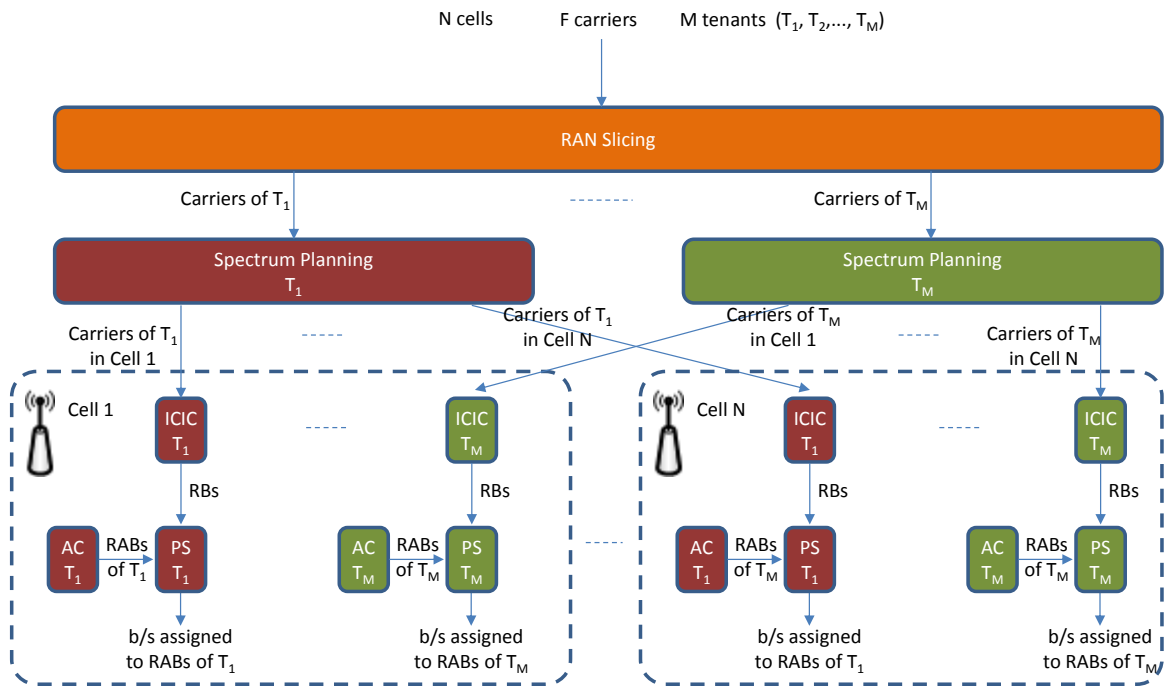 N cells F carriers M tenants (T1, T2,..., TM)
RAN Slicing
Carriers of T1
Carriers of TM
Spectrum Planning
T1
Spectrum Planning
TM
Carriers of T1
in Cell 1
Carriers of T1
in Cell N
Carriers of TM
in Cell 1
Carriers of TM
in Cell N
Cell 1
ICIC
T1
ICIC
TM
RBs
RBs
AC
T1
RABs
of T1
PS
T1
AC
TM
RABs
of TM
PS
TM
b/s assigned
to RABs of T1
b/s assigned
to RABs of TM
Cell N
ICIC
T1
ICIC
TM
RBs
RBs
AC
T1
RABs
of TM
PS
T1
AC
TM
RABs
of TM
PS
TM
b/s assigned
to RABs of T1
b/s assigned
to RABs of TM